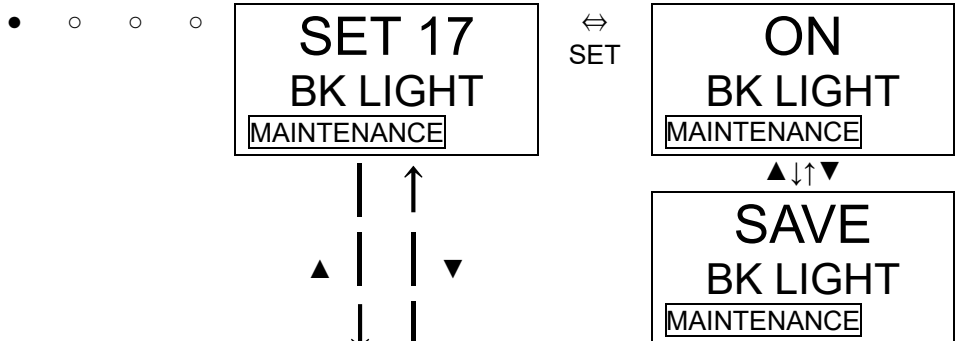 ● ○ ○ ○
SET 17
BK LIGHT
MAINTENANCE
⇔
SET
ON
BK LIGHT
MAINTENANCE
▲↓↑▼
SAVE
BK LIGHT
MAINTENANCE
▲ ▼